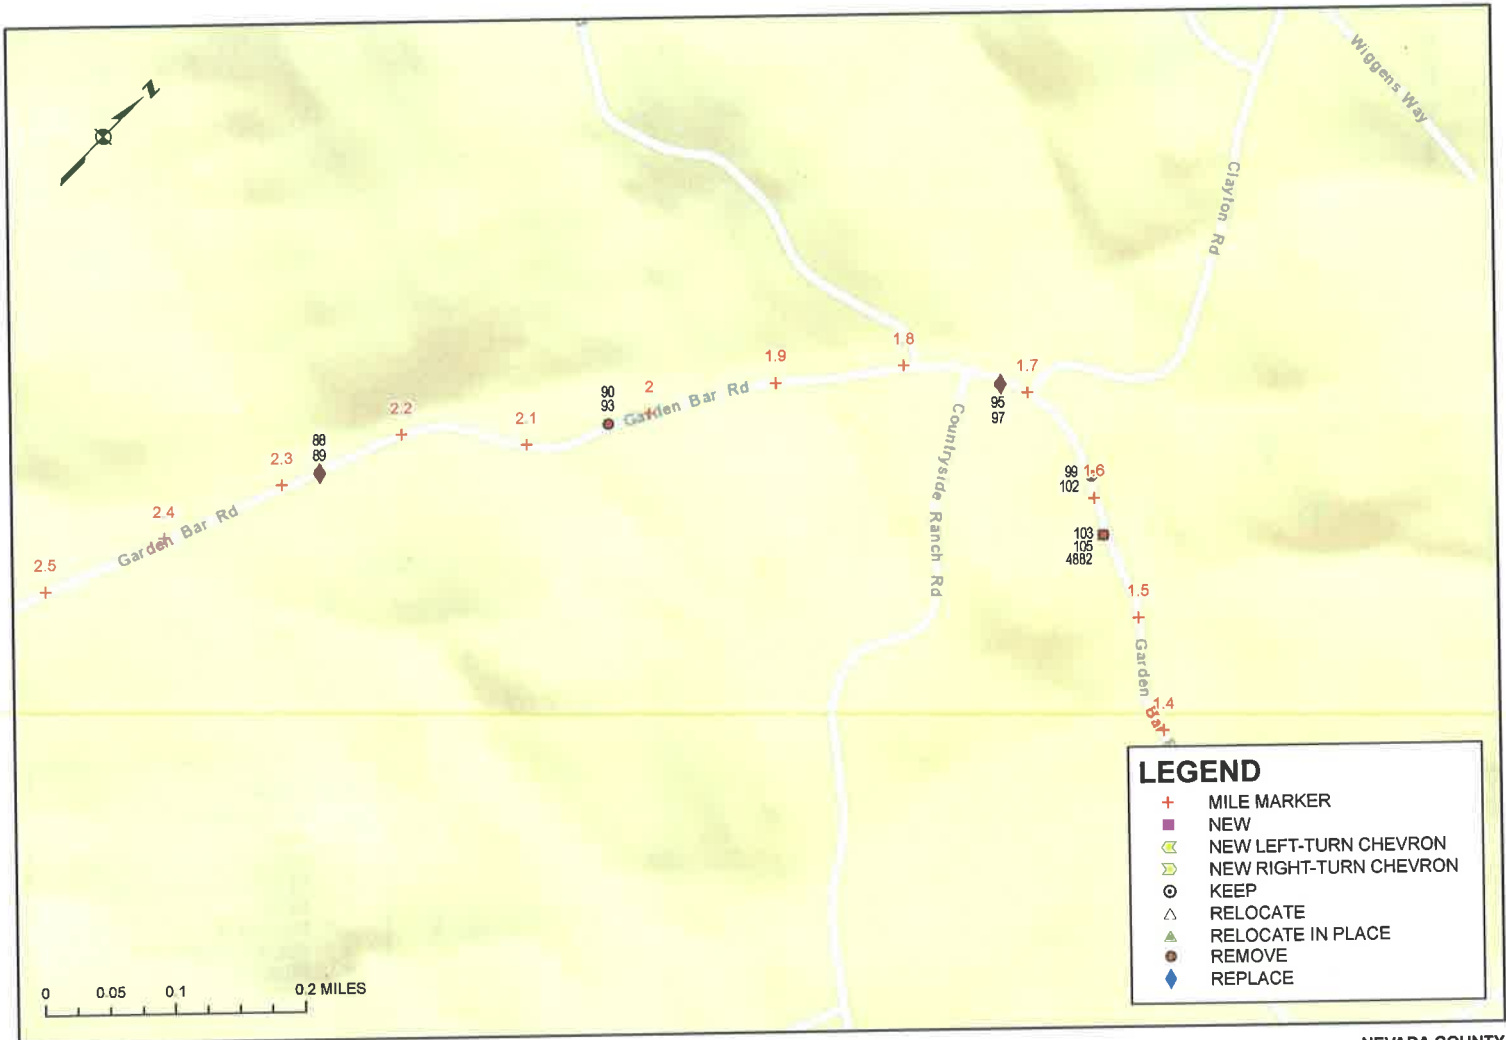 N
Wiggens Way
Clayton Rd
1.8
1.7
1.9
2
90
93
Garden Bar Rd
95
97
2.2
2.1
88
89
2.3
Countryside Ranch Rd
99
102
1.6
2.4
Garden Bar Rd
103
105
4882
2.5
1.5
Garden Bar
1.4
LEGEND
MILE MARKER
NEW
NEW LEFT-TURN CHEVRON
NEW RIGHT-TURN CHEVRON
KEEP
RELOCATE
RELOCATE IN PLACE
REMOVE
REPLACE
0 0.05 0.1 0.2 MILES
NEVADA COUNTY